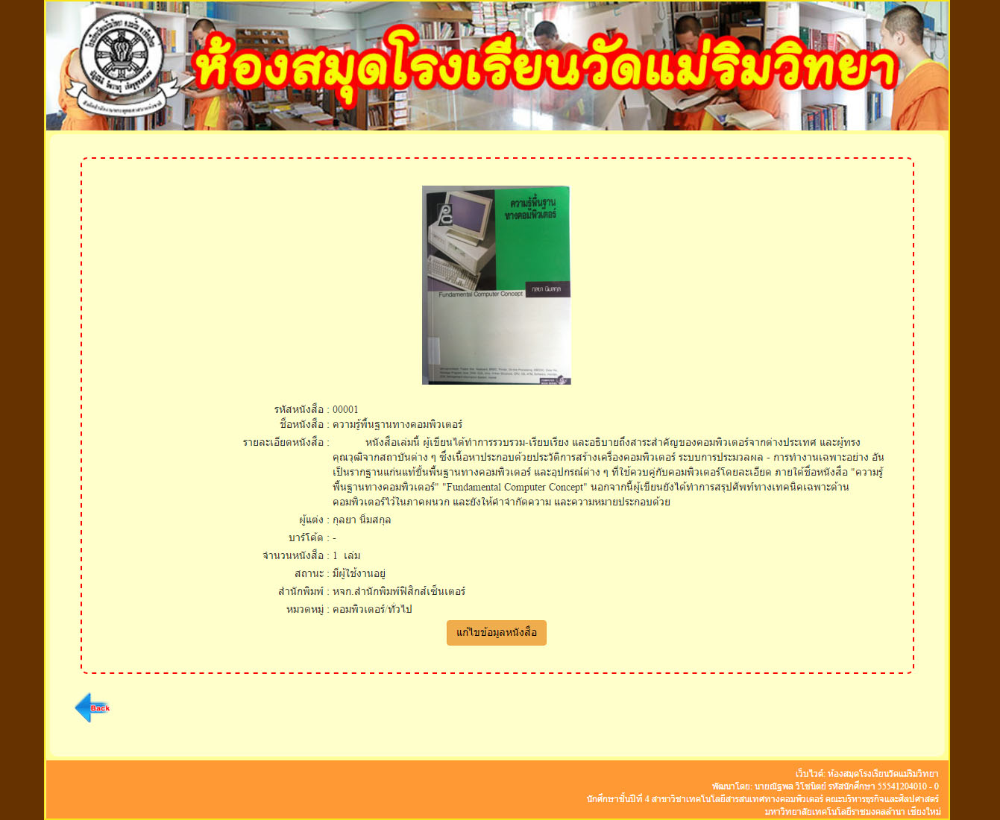 ห้องสมุดโรงเรียนวัดแม่ริมวิทยา
ความรู้พื้นฐาน
ทางคอมพิวเตอร์
กุลยา นิ่มสกุล
Fundamental Computer Concept
รหัสหนังสือ : 00001
ชื่อหนังสือ : ความรู้พื้นฐานทางคอมพิวเตอร์
รายละเอียดหนังสือ : หนังสือเล่มนี้ ผู้เขียนได้ทำการรวบรวม-เรียบเรียง และอธิบายถึงสาระสำคัญของคอมพิวเตอร์จากต่างประเทศ และผู้ทรง
คุณวุฒิจากสถาบันต่าง ๆ ซึ่งเนื้อหาประกอบด้วยประวัติการสร้างเครื่องคอมพิวเตอร์ ระบบการประมวลผล - การทำงานเฉพาะอย่าง อัน
เป็นรากฐานแก่นแท้ขั้นพื้นฐานทางคอมพิวเตอร์ และอุปกรณ์ต่าง ๆ ที่ใช้ควบคู่กับคอมพิวเตอร์โดยละเอียด ภายใต้ชื่อหนังสือ "ความรู้
พื้นฐานทางคอมพิวเตอร์" "Fundamental Computer Concept" นอกจากนี้ผู้เขียนยังได้ทำการสรุปศัพท์ทางเทคนิคเฉพาะด้าน
คอมพิวเตอร์ไว้ในภาคผนวก และยังให้คำจำกัดความ และความหมายประกอบด้วย
ผู้แต่ง : กุลยา นิ่มสกุล
บาร์โค้ด : -
จำนวนหนังสือ : 1 เล่ม
สถานะ : มีผู้ใช้งานอยู่
สำนักพิมพ์ : หจก.สำนักพิมพ์ฟิสิกส์เซ็นเตอร์
หมวดหมู่ : คอมพิวเตอร์/ทั่วไป
แก้ไขข้อมูลหนังสือ
Back
เว็บไวต์: ห้องสมุดโรงเรียนวัดแม่ริมวิทยา
พัฒนาโดย: นายณัฐพล วิโชนิตย์ รหัสนักศึกษา 55541204010 - 0
นักศึกษาชั้นปีที่ 4 สาขาวิชาเทคโนโลยีสารสนเทศทางคอมพิวเตอร์ คณะบริหารธุรกิจและศิลปศาสตร์
มหาวิทยาลัยเทคโนโลยีราชมงคลล้านนา เชียงใหม่